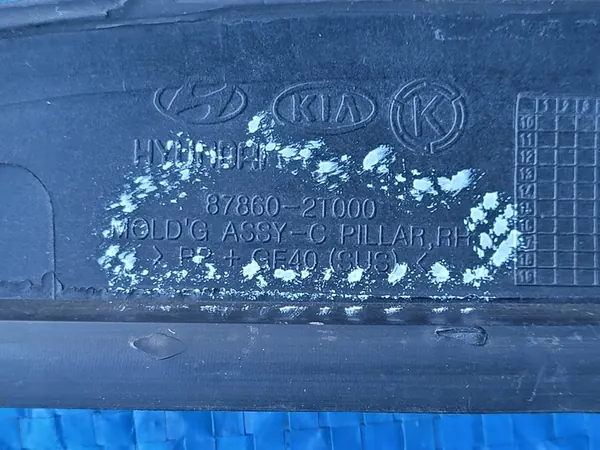 KIA K
HYUNDAI
87860-2T000
MOLD'G ASSY-C PILLAR, RH
> PP + GF40 (SUS) <